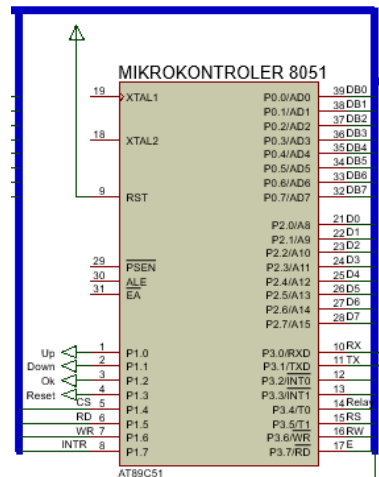 MIKROKONTROLER 8051
19 XTAL1 P0.0/AD0 39 DB0
P0.1/AD1 38 DB1
P0.2/AD2 37 DB2
18 XTAL2 P0.3/AD3 36 DB3
P0.4/AD4 35 DB4
P0.5/AD5 34 DB5
P0.6/AD6 33 DB6
9 RST P0.7/AD7 32 DB7
P2.0/A8 21 D0
P2.1/A9 22 D1
P2.2/A10 23 D2
29 PSEN P2.3/A11 24 D3
30 ALE P2.4/A12 25 D4
31 EA P2.5/A13 26 D5
P2.6/A14 27 D6
P2.7/A15 28 D7
Up 1 P1.0 P3.0/RXD 10 RX
Down 2 P1.1 P3.1/TXD 11 TX
Ok 3 P1.2 P3.2/INT0 12
Reset 4 P1.3 P3.3/INT1 13
CS 5 P1.4 P3.4/T0 14 Relay
RD 6 P1.5 P3.5/T1 15 RS
WR 7 P1.6 P3.6/WR 16 RW
INTR 8 P1.7 P3.7/RD 17 E
AT89C51